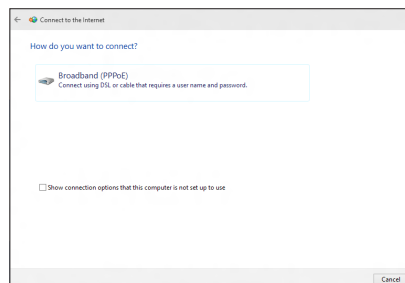 Connect to the Internet
How do you want to connect?
Broadband (PPPoE)
Connect using DSL or cable that requires a user name and password.
Show connection options that this computer is not set up to use
Cancel